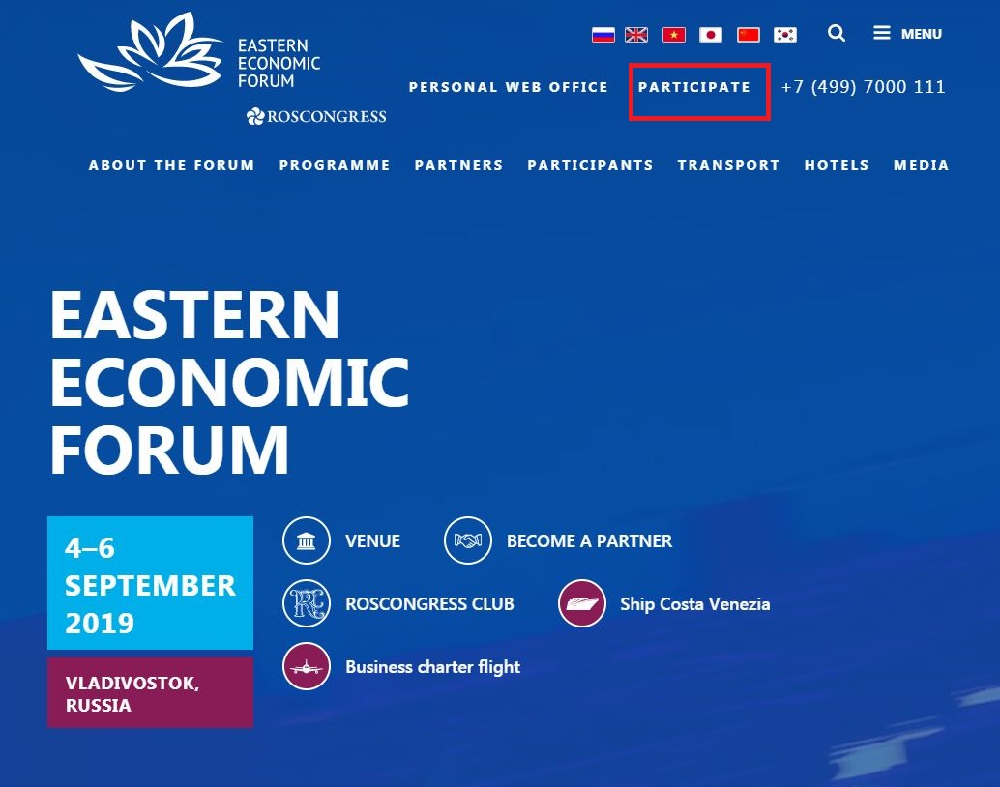 EASTERN
ECONOMIC
FORUM
ROSCONGRESS
MENU
PERSONAL WEB OFFICE
PARTICIPATE
+7 (499) 7000 111
ABOUT THE FORUM
PROGRAMME
PARTNERS
PARTICIPANTS
TRANSPORT
HOTELS
MEDIA
EASTERN
ECONOMIC
FORUM
4–6
SEPTEMBER
2019
VLADIVOSTOK,
RUSSIA
VENUE
BECOME A PARTNER
ROSCONGRESS CLUB
Ship Costa Venezia
Business charter flight